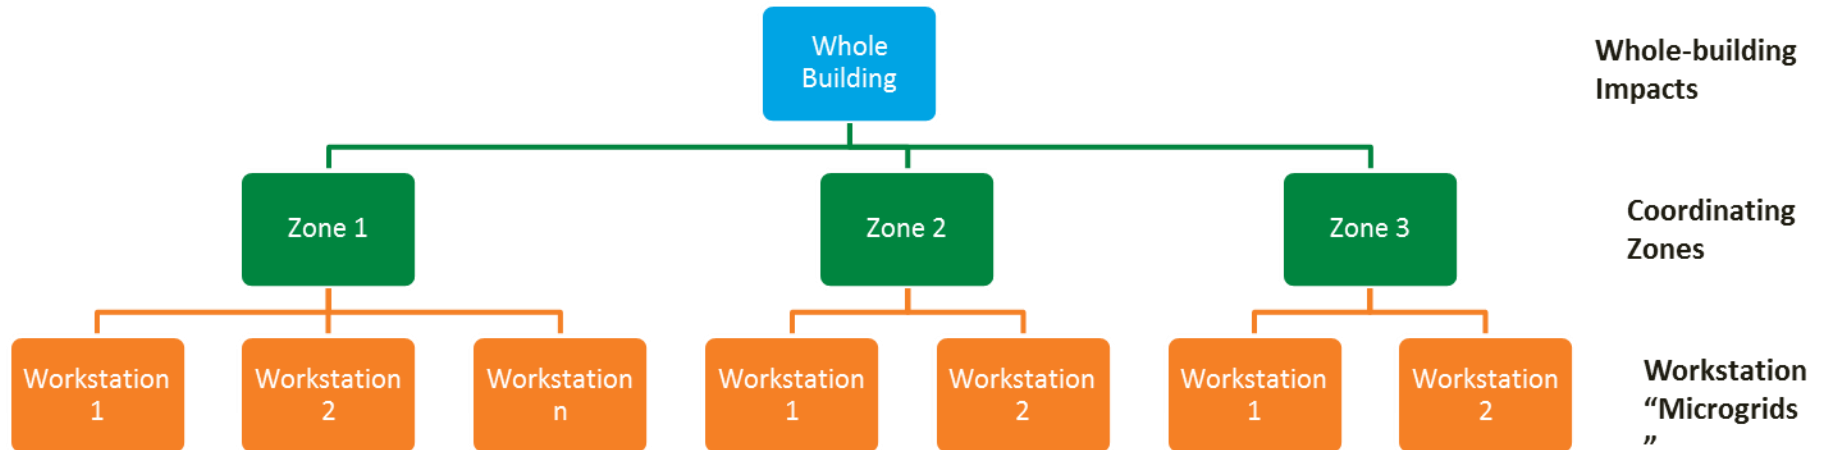 Whole
Building
Whole-building
Impacts
Zone 1
Zone 2
Zone 3
Coordinating
Zones
Workstation
1
Workstation
2
Workstation
n
Workstation
1
Workstation
2
Workstation
1
Workstation
2
Workstation
“Microgrids
”